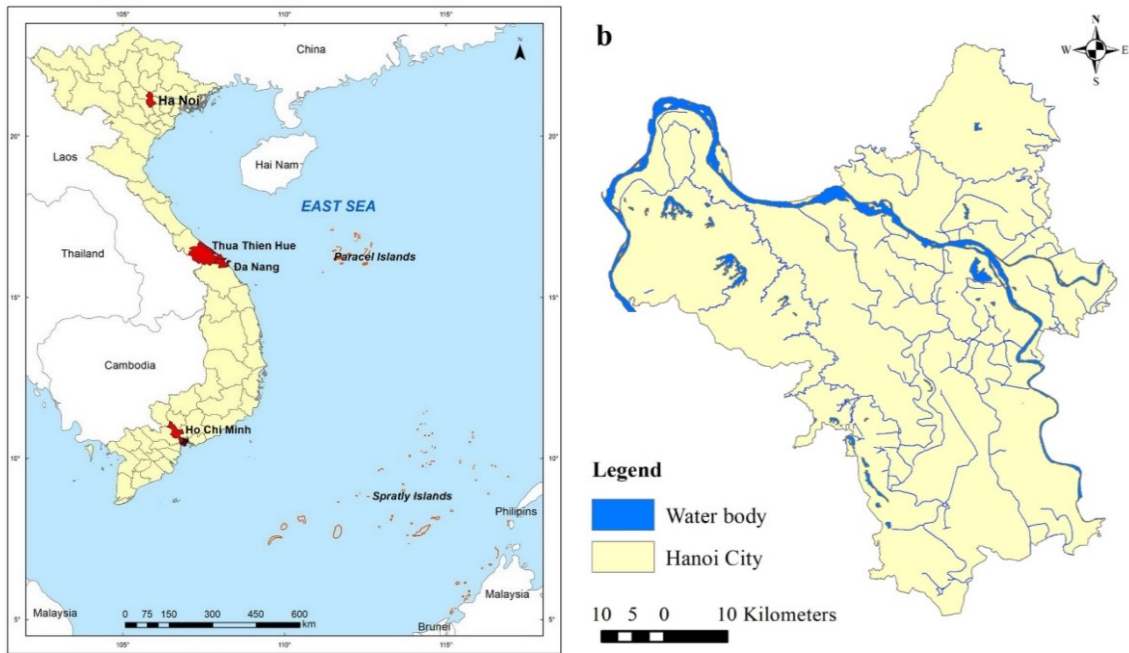 105°
110°
115°
N
China
Ha Noi
20°
20°
Laos
Hai Nam
EAST SEA
Thua Thien Hue
Paracel Islands
Da Nang
Thailand
15°
15°
Cambodia
Ho Chi Minh
10°
10°
Spratly Islands
Philipins
Malaysia
Malaysia
0 75 150 300 450 600
km
Brunei
5°
5°
105°
110°
115°
b
N
W E
S
Legend
Water body
Hanoi City
10 5 0 10 Kilometers